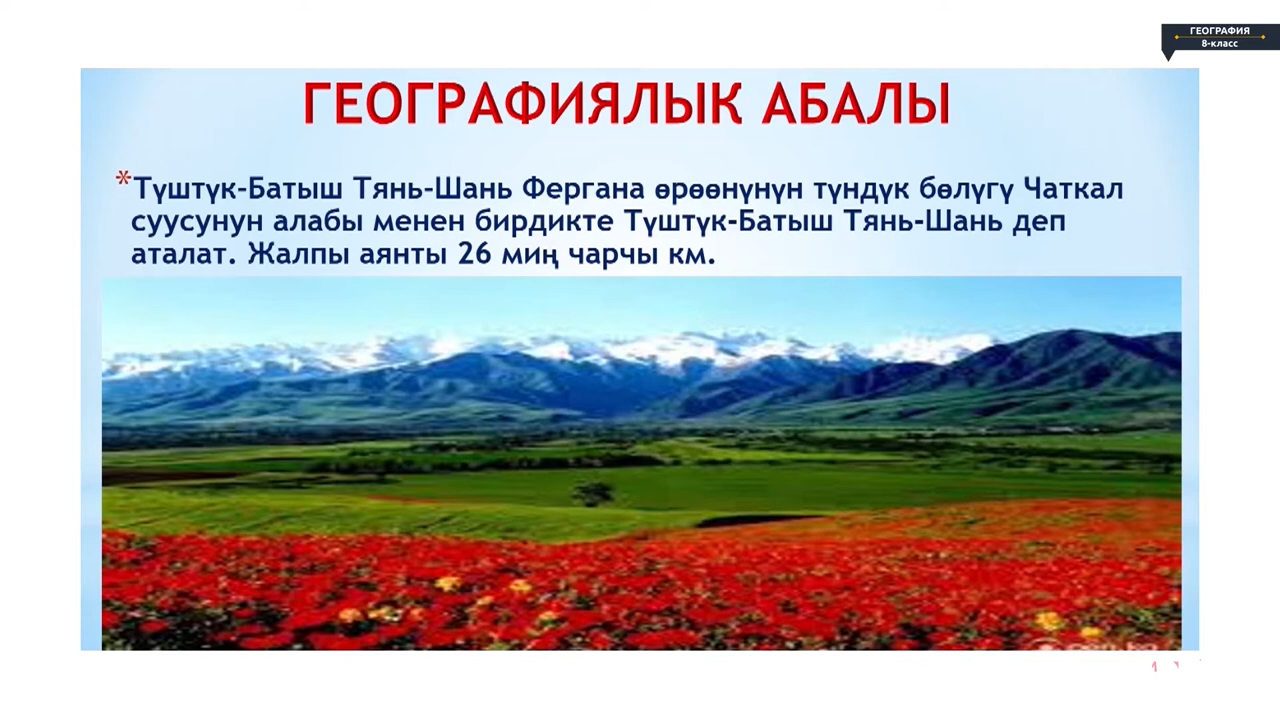 ГЕОГРАФИЯ
8-класс
ГЕОГРАФИЯЛЫК АБАЛЫ
*Түштүк-Батыш Тянь-Шань Фергана өрөөнүнүн түндүк бөлүгү Чаткал
суусунун алабы менен бирдикте Түштүк-Батыш Тянь-Шань деп
аталат. Жалпы аянты 26 миң чарчы км.